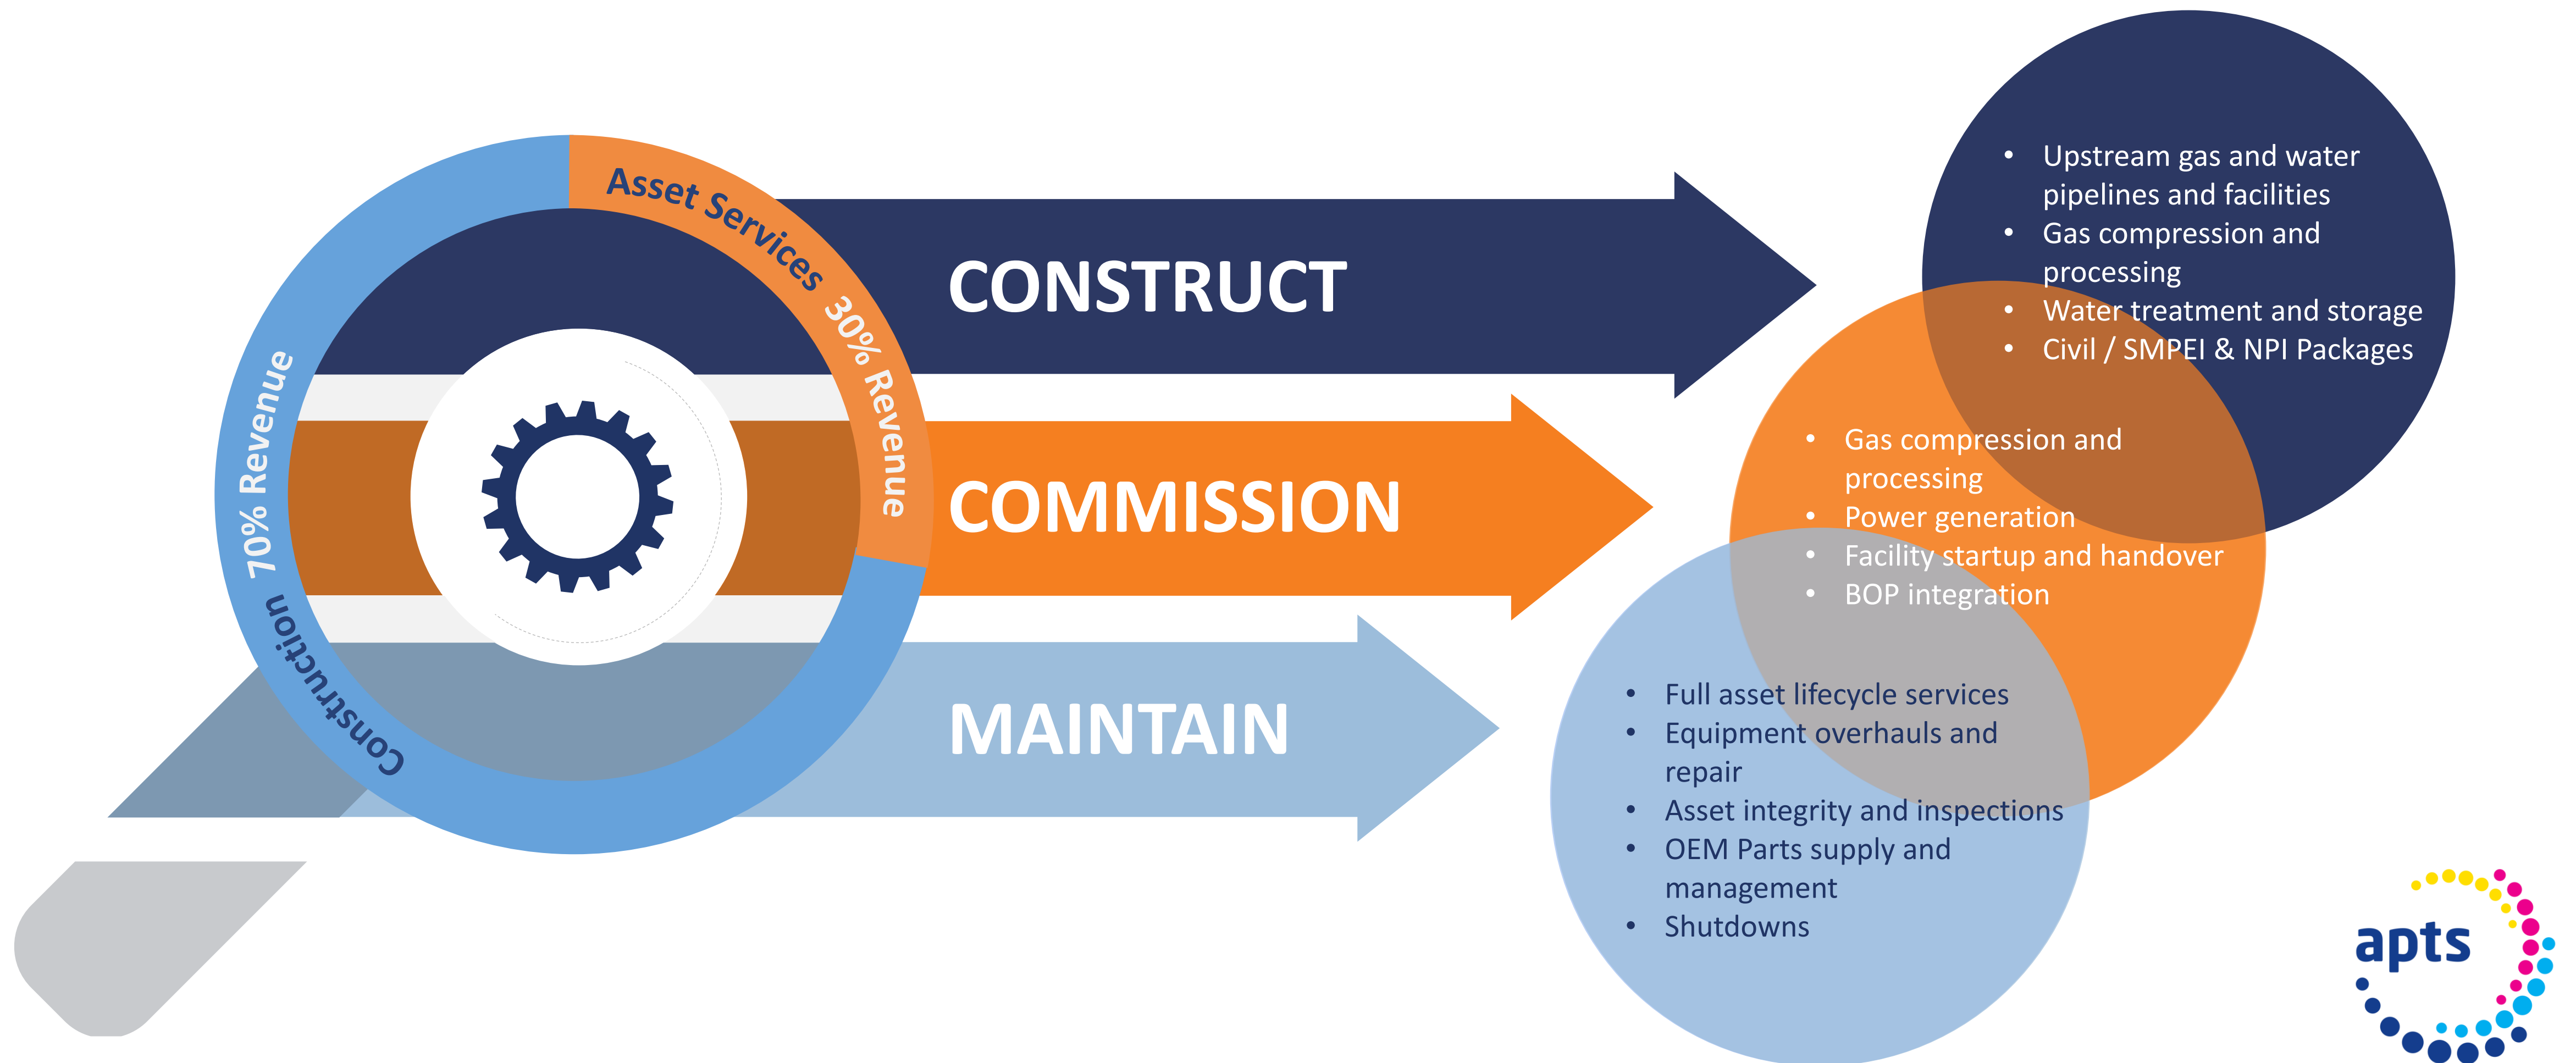 Asset Services 30% Revenue
Construction 70% Revenue
CONSTRUCT
COMMISSION
MAINTAIN
• Upstream gas and water
pipelines and facilities
• Gas compression and
processing
• Water treatment and storage
• Civil / SMPEI & NPI Packages
• Gas compression and
processing
• Power generation
• Facility startup and handover
• BOP integration
• Full asset lifecycle services
• Equipment overhauls and
repair
• Asset integrity and inspections
• OEM Parts supply and
management
• Shutdowns
apts